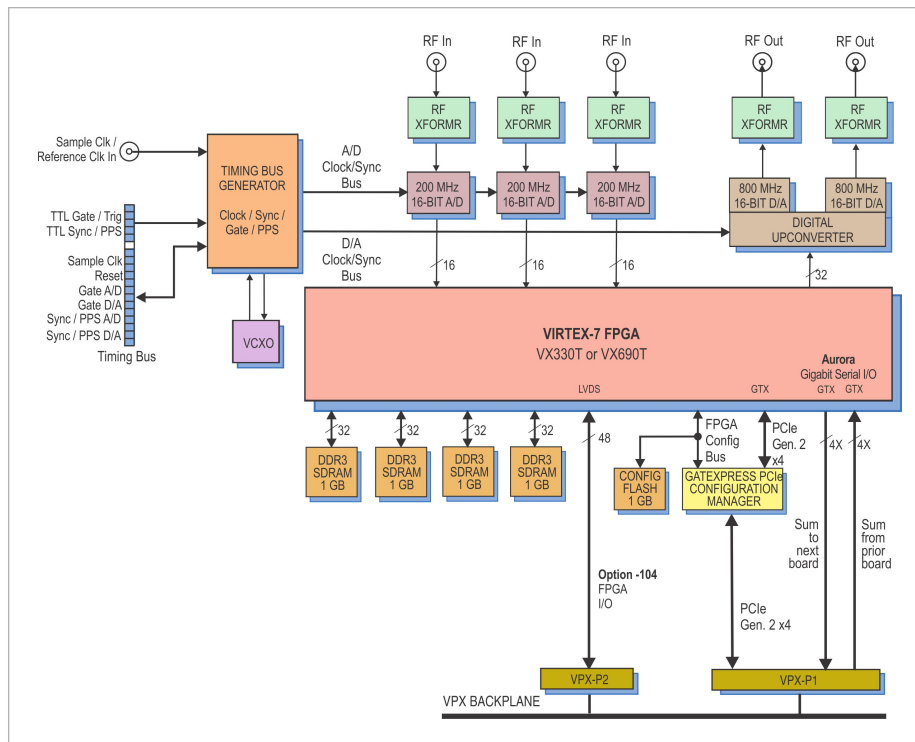 RF In
RF In
RF In
RF Out
RF Out
Sample Clk /
Reference Clk In
TIMING BUS
GENERATOR
Clock / Sync /
Gate / PPS
A/D
Clock/Sync
Bus
RF
XFORMR
RF
XFORMR
RF
XFORMR
RF
XFORMR
RF
XFORMR
200 MHz
16-BIT A/D
200 MHz
16-BIT A/D
200 MHz
16-BIT A/D
800 MHz
16-BIT D/A
800 MHz
16-BIT D/A
DIGITAL
UPCONVERTER
TTL Gate / Trig
TTL Sync / PPS
Sample Clk
Reset
Gate A/D
Gate D/A
Sync / PPS A/D
Sync / PPS D/A
Timing Bus
VCXO
D/A
Clock/Sync
Bus
16
16
16
32
VIRTEX-7 FPGA
VX330T or VX690T
LVDS
GTX
Aurora
Gigabit Serial I/O
GTX
GTX
32
32
32
32
48
FPGA
Config
Bus
PCIe
Gen. 2
x4
4X
4X
DDR3
SDRAM
1 GB
DDR3
SDRAM
1 GB
DDR3
SDRAM
1 GB
DDR3
SDRAM
1 GB
CONFIG
FLASH
1 GB
GATEXPRESS PCIe
CONFIGURATION
MANAGER
Sum
to
next
board
Sum
from
prior
board
Option -104
FPGA
I/O
PCIe
Gen. 2 x4
VPX-P2
VPX-P1
VPX BACKPLANE